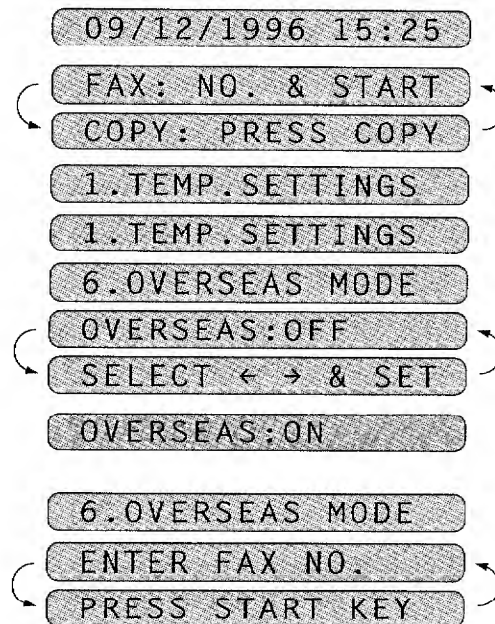 09/12/1996 15:25
FAX: NO. & START
COPY: PRESS COPY
1.TEMP.SETTINGS
1.TEMP.SETTINGS
6.OVERSEAS MODE
OVERSEAS:OFF
SELECT ← → & SET
OVERSEAS:ON
6.OVERSEAS MODE
ENTER FAX NO.
PRESS START KEY